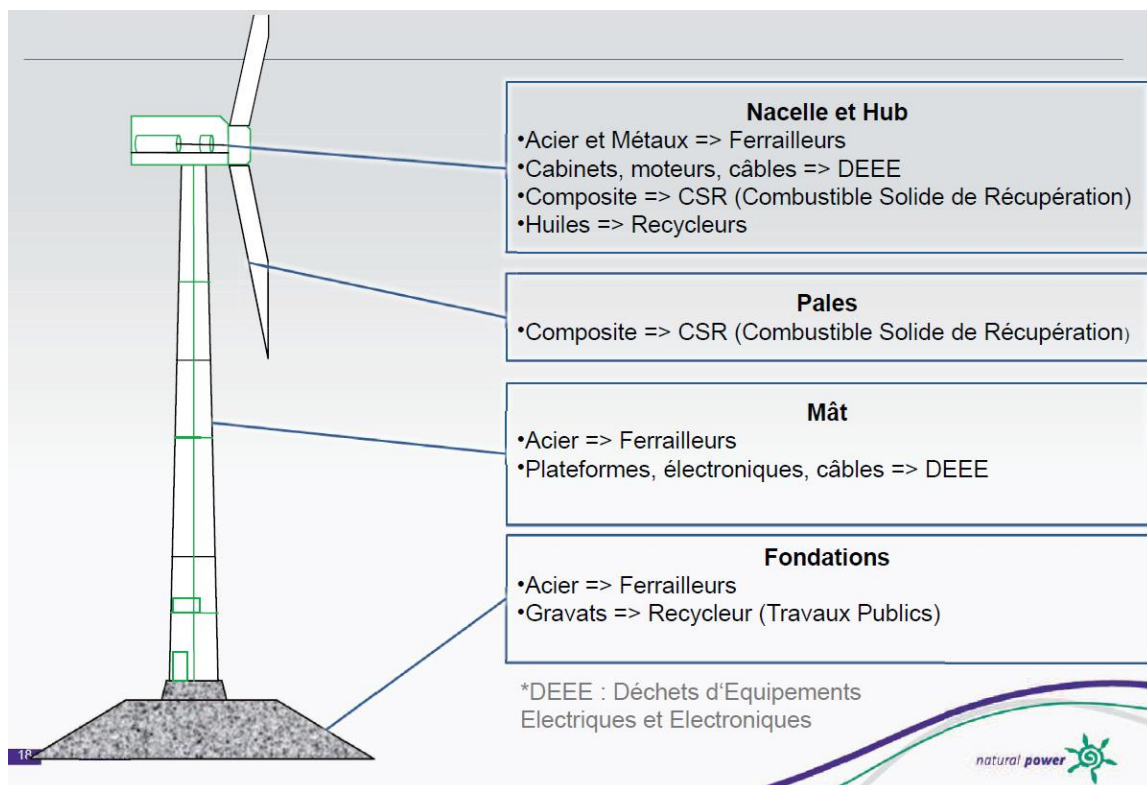 Nacelle et Hub
•Acier et Métaux => Ferrailleurs
•Cabinets, moteurs, câbles => DEEE
•Composite => CSR (Combustible Solide de Récupération)
•Huiles => Recycleurs
Pales
•Composite => CSR (Combustible Solide de Récupération)
Mât
•Acier => Ferrailleurs
•Plateformes, électroniques, câbles => DEEE
Fondations
•Acier => Ferrailleurs
•Gravats => Recycleur (Travaux Publics)
*DEEE : Déchets d‘Equipements
Electriques et Electroniques
18
natural power